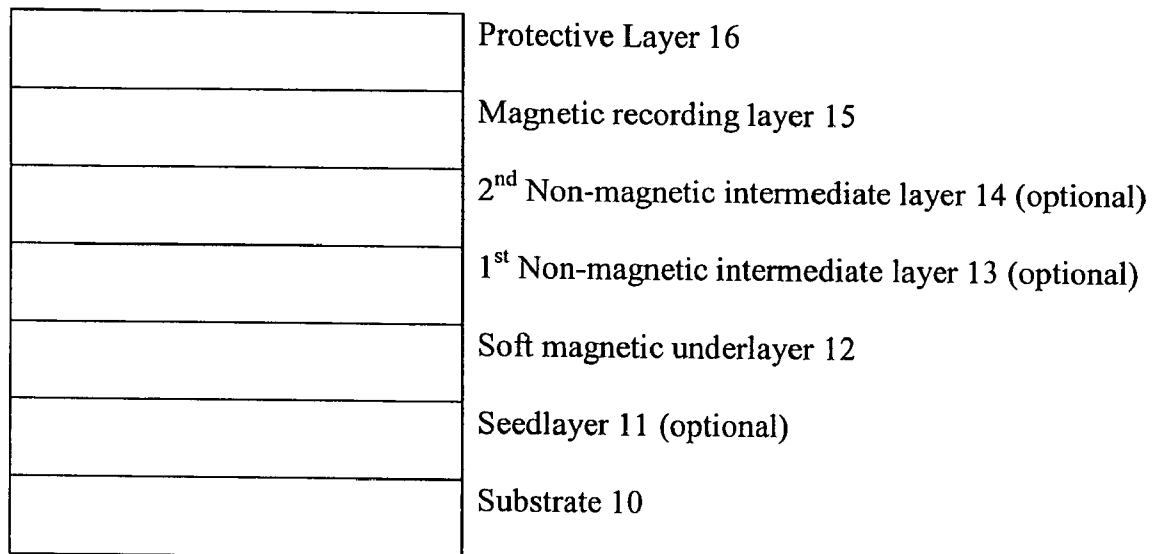 Protective Layer 16
Magnetic recording layer 15
2nd Non-magnetic intermediate layer 14 (optional)
1st Non-magnetic intermediate layer 13 (optional)
Soft magnetic underlayer 12
Seedlayer 11 (optional)
Substrate 10